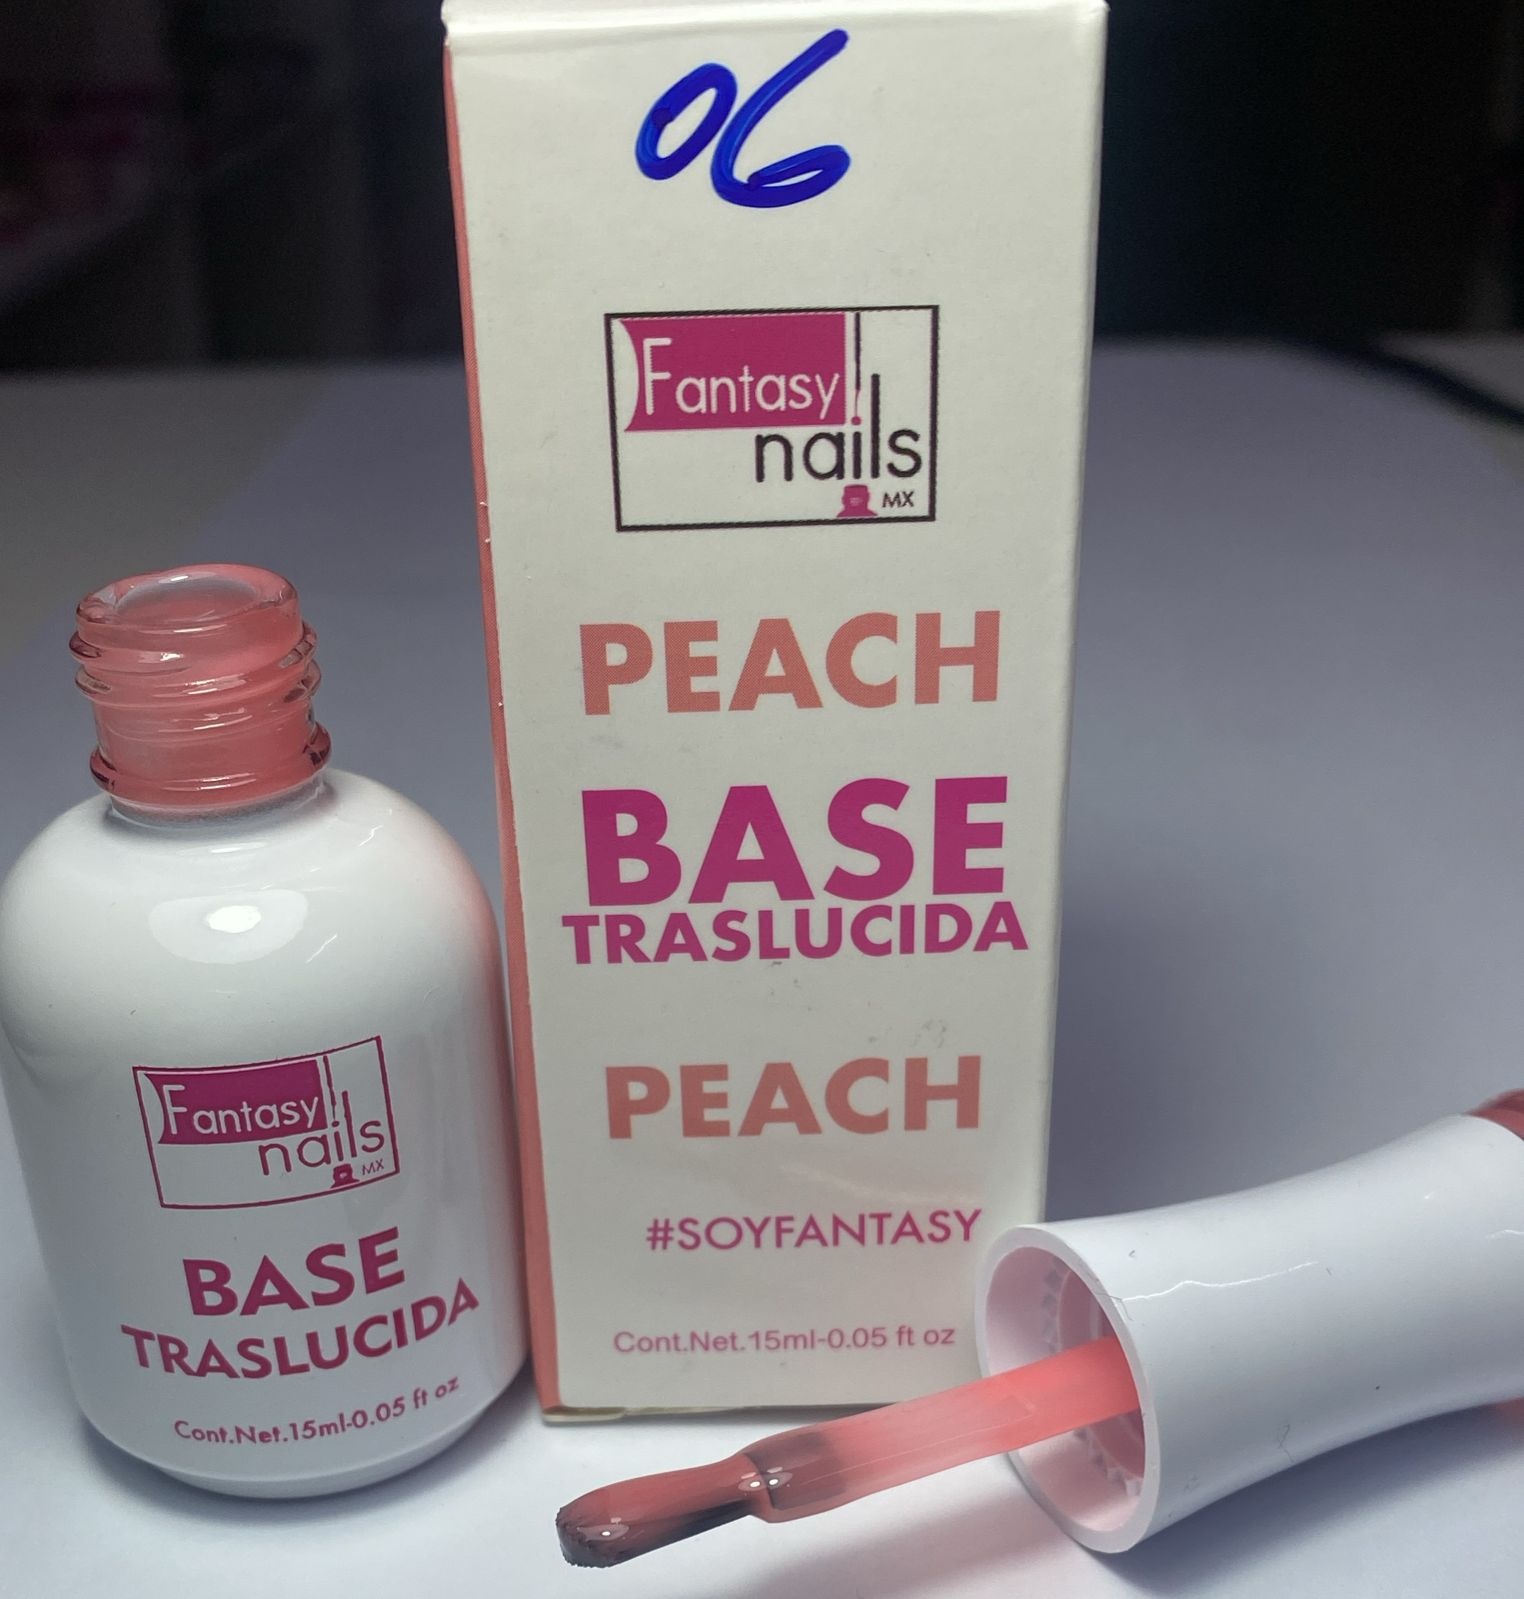 06
Fantasy
nails
MX
PEACH
BASE
TRASLUCIDA
PEACH
#SOYFANTASY
Cont.Net.15ml-0.05 ft oz
Fantasy
nails
MX
BASE
TRASLUCIDA
Cont.Net.15ml-0.05 ft oz